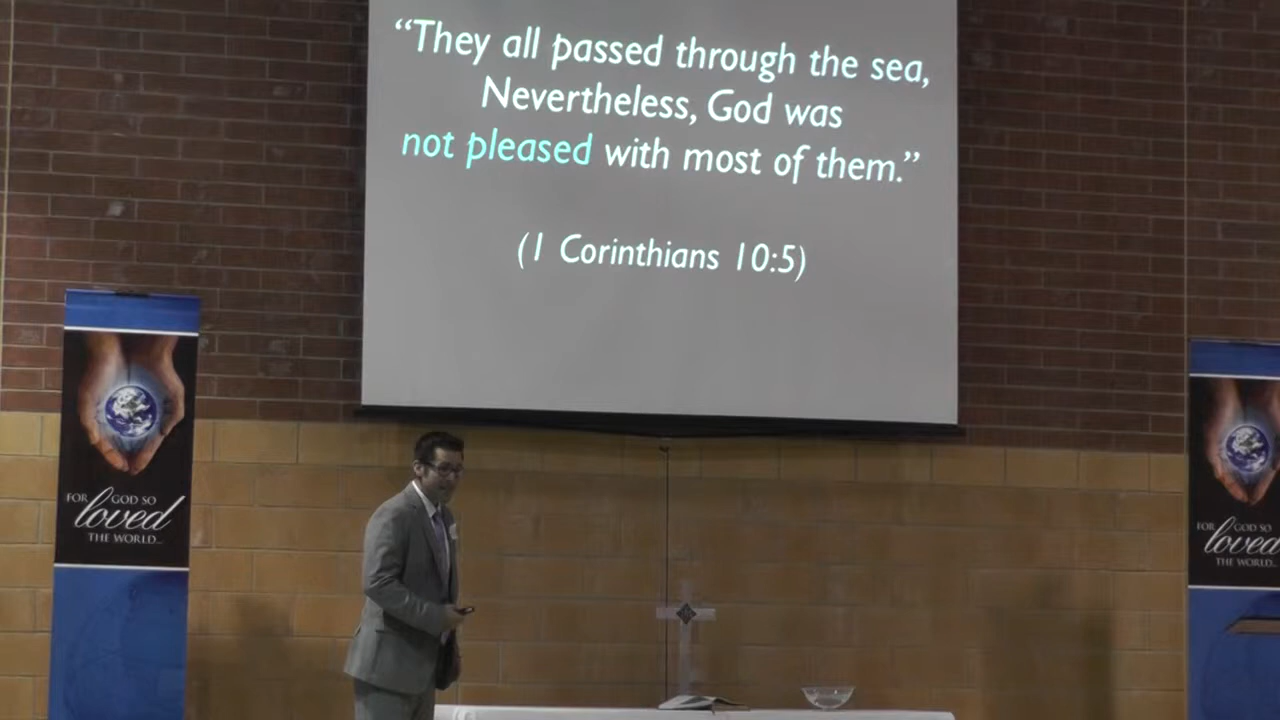 “They all passed through the sea,
Nevertheless, God was
not pleased with most of them.”
(1 Corinthians 10:5)
FOR GOD SO
loved
THE WORLD...
FOR GOD SO
loved
THE WORLD...